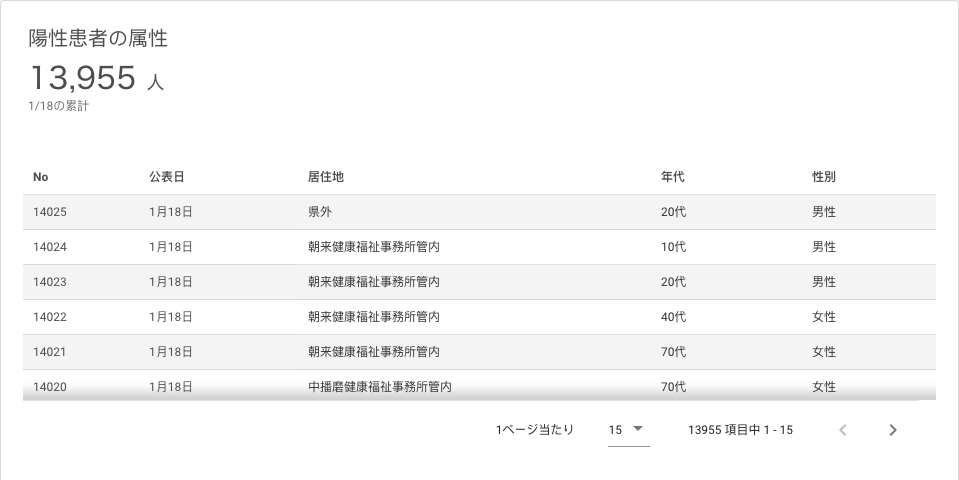 陽性患者の属性
13,955 人
1/18の累計
No 公表日 居住地 年代 性別
14025 1月18日 県外 20代 男性
14024 1月18日 朝来健康福祉事務所管内 10代 男性
14023 1月18日 朝来健康福祉事務所管内 20代 男性
14022 1月18日 朝来健康福祉事務所管内 40代 女性
14021 1月18日 朝来健康福祉事務所管内 70代 女性
14020 1月18日 中播磨健康福祉事務所管内 70代 女性
1ページ当たり 15 13955 項目中 1 - 15